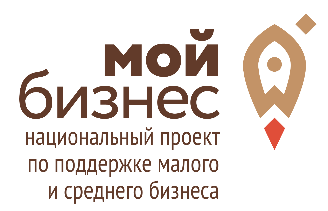 мой
бизнес
национальный проект
по поддержке малого
и среднего бизнеса